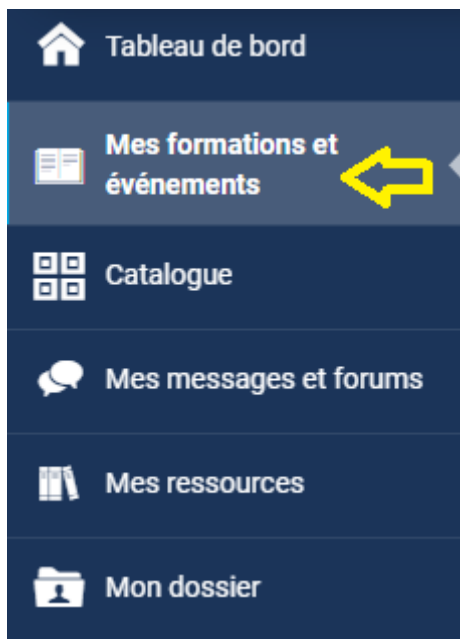 Tableau de bord
Mes formations et
événements
Catalogue
Mes messages et forums
Mes ressources
Mon dossier